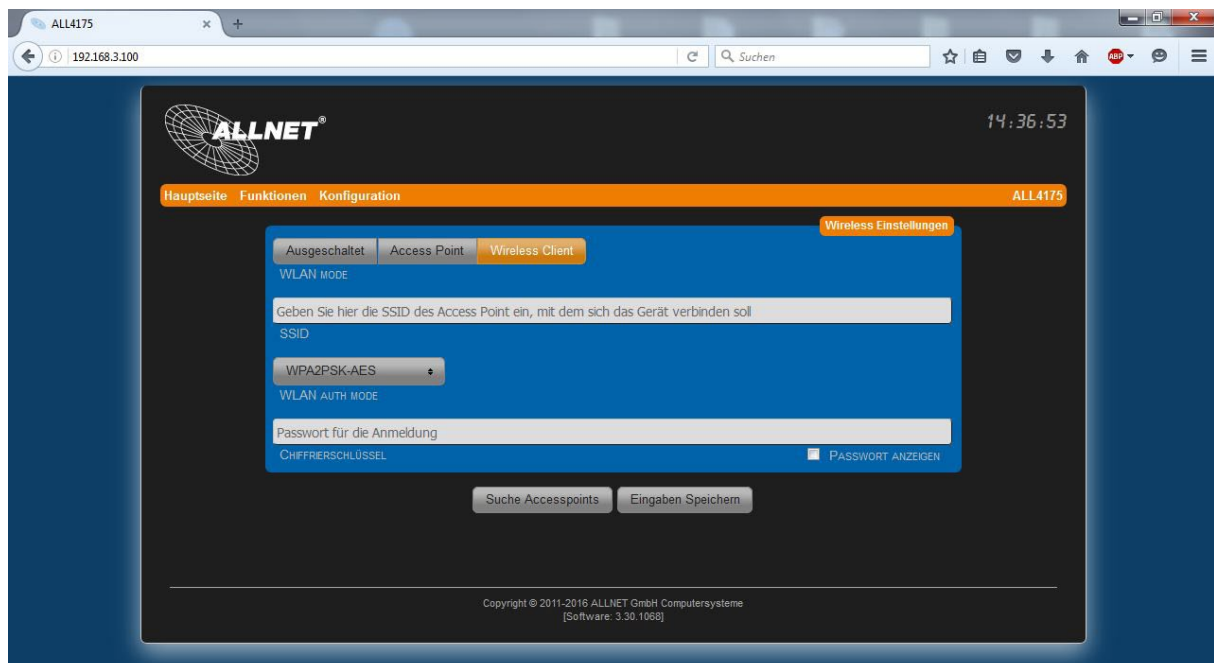 ALL4175
192.168.3.100
Suchen
ABP
ALLNET®
14:36:53
Hauptseite Funktionen Konfiguration ALL4175
Wireless Einstellungen
Ausgeschaltet Access Point Wireless Client
WLAN MODE
Geben Sie hier die SSID des Access Point ein, mit dem sich das Gerät verbinden soll
SSID
WPA2PSK-AES
WLAN AUTH MODE
Passwort für die Anmeldung
CHIFFRIERSCHLÜSSEL PASSWORT ANZEIGEN
Suche Accesspoints Eingaben Speichern
Copyright © 2011-2016 ALLNET GmbH Computersysteme
[Software: 3.30.1068]